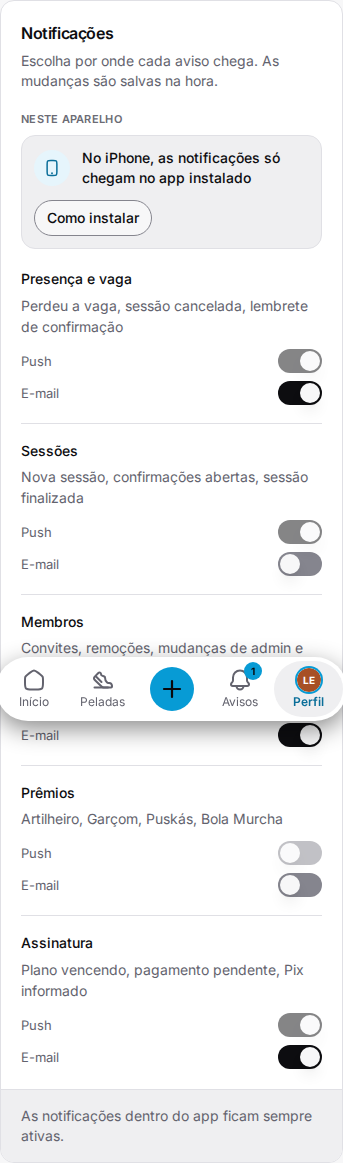 Notificações
Escolha por onde cada aviso chega. As
mudanças são salvas na hora.
NESTE APARELHO
No iPhone, as notificações só
chegam no app instalado
Como instalar
Presença e vaga
Perdeu a vaga, sessão cancelada, lembrete
de confirmação
Push
E-mail
Sessões
Nova sessão, confirmações abertas, sessão
finalizada
Push
E-mail
Membros
Convites, remoções, mudanças de admin e
1
LE
Início
Peladas
Avisos
Perfil
E-mail
Prêmios
Artilheiro, Garçom, Puskás, Bola Murcha
Push
E-mail
Assinatura
Plano vencendo, pagamento pendente, Pix
informado
Push
E-mail
As notificações dentro do app ficam sempre
ativas.